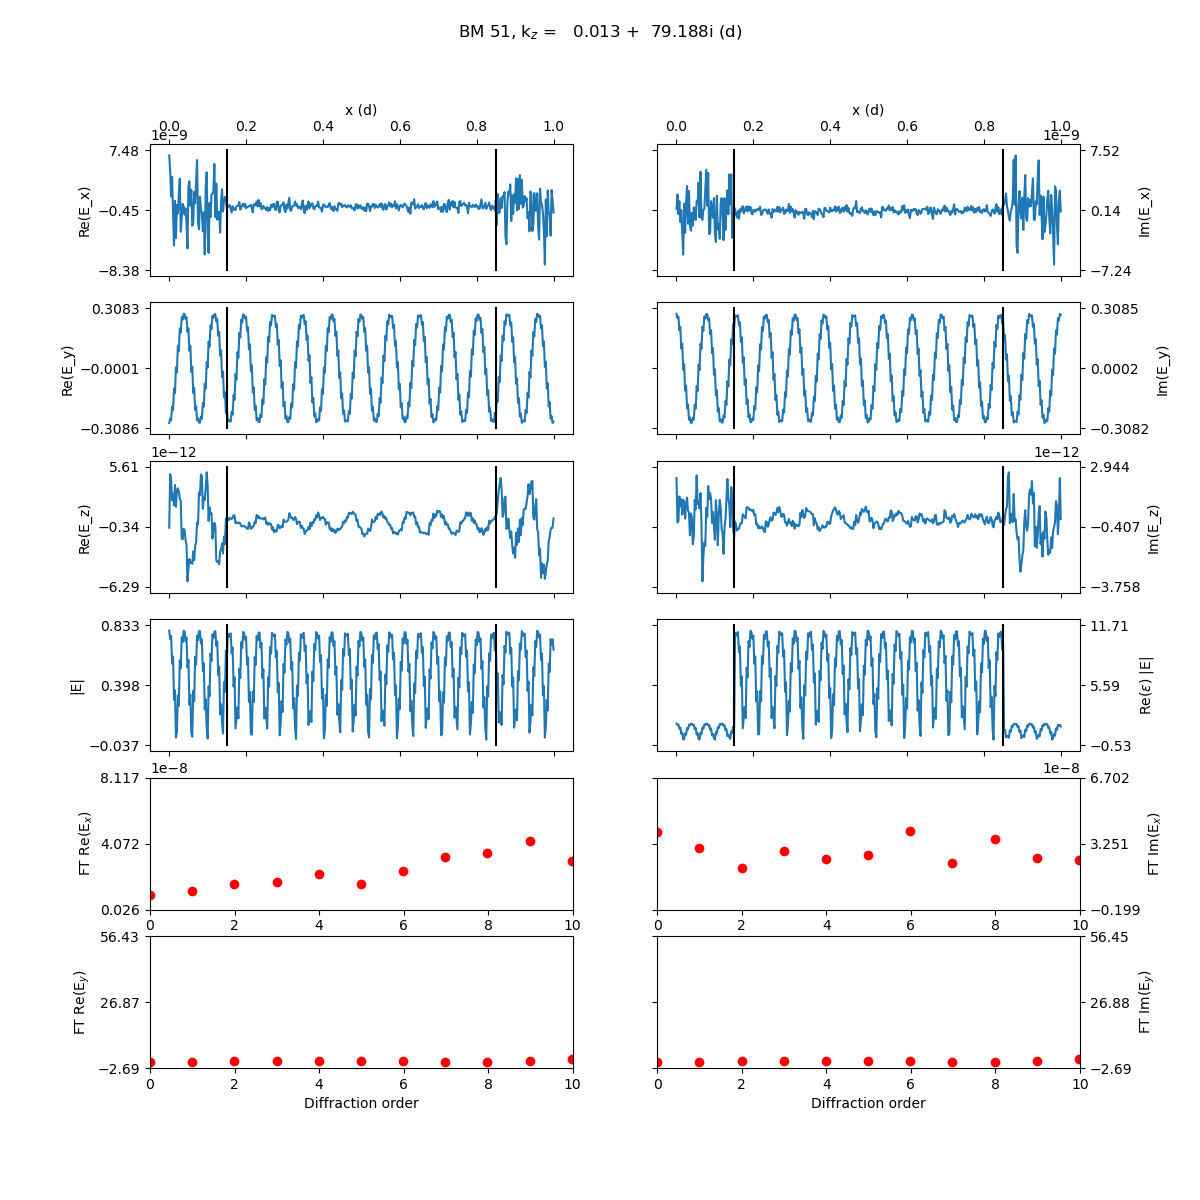 BM 51, k_z = 0.013 + 79.188i (d)
x (d) x (d)
0.0 0.2 0.4 0.6 0.8 1.0 0.0 0.2 0.4 0.6 0.8 1.0
1e−9 1e−9
7.48 7.52
−0.45 0.14
−8.38 −7.24
Re(E_x) Im(E_x)
0.3083 0.3085
−0.0001 0.0002
−0.3086 −0.3082
Re(E_y) Im(E_y)
1e−12 1e−12
5.61 2.944
−0.34 −0.407
−6.29 −3.758
Re(E_z) Im(E_z)
0.833 11.71
0.398 5.59
−0.037 −0.53
|E| Re(ε) |E|
1e−8 1e−8
8.117 6.702
4.072 3.251
0.026 −0.199
FT Re(E_x) FT Im(E_x)
0 2 4 6 8 10 0 2 4 6 8 10
56.43 56.45
26.87 26.88
−2.69 −2.69
FT Re(E_y) FT Im(E_y)
0 2 4 6 8 10 0 2 4 6 8 10
Diffraction order Diffraction order